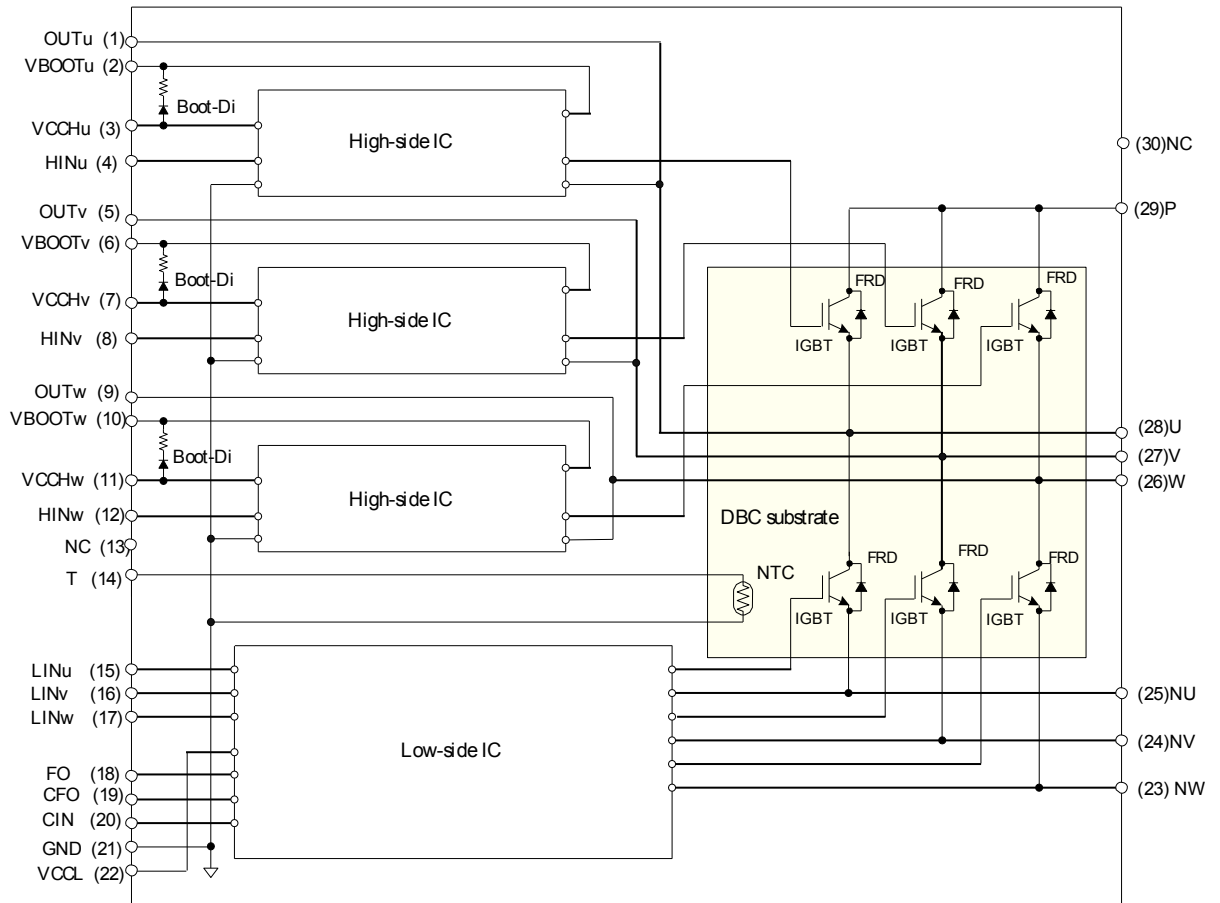 OUTu (1)
VBOOTu (2)
Boot-Di
VCCHu (3)
HINu (4)
High-side IC
OUTv (5)
VBOOTv (6)
Boot-Di
VCCHv (7)
HINv (8)
High-side IC
OUTw (9)
VBOOTw (10)
Boot-Di
VCCHw (11)
HINw (12)
High-side IC
NC (13)
T (14)
LINu (15)
LINv (16)
LINw (17)
Low-side IC
FO (18)
CFO (19)
CIN (20)
GND (21)
VCCL (22)
(30)NC
(29)P
FRD
FRD
FRD
IGBT
IGBT
IGBT
(28)U
(27)V
(26)W
DBC substrate
NTC
FRD
FRD
FRD
IGBT
IGBT
IGBT
(25)NU
(24)NV
(23) NW